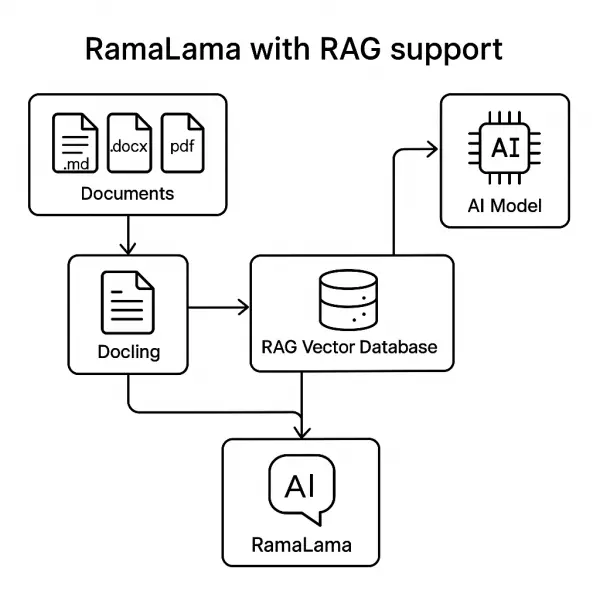 RamaLama with RAG support
.md
.docx
pdf
Documents
AI
AI Model
Docling
RAG Vector Database
AI
RamaLama